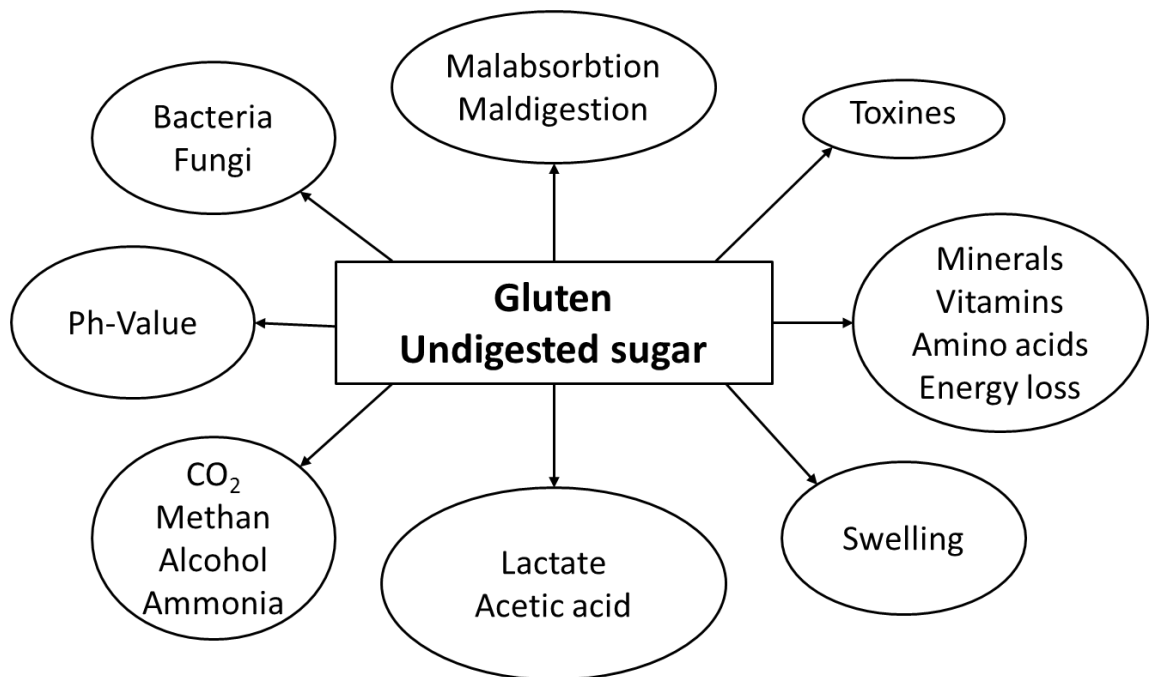 Malabsorbtion
Maldigestion
Toxines
Bacteria
Fungi
Minerals
Vitamins
Amino acids
Energy loss
Gluten
Undigested sugar
Ph-Value
CO₂
Methan
Alcohol
Ammonia
Lactate
Acetic acid
Swelling